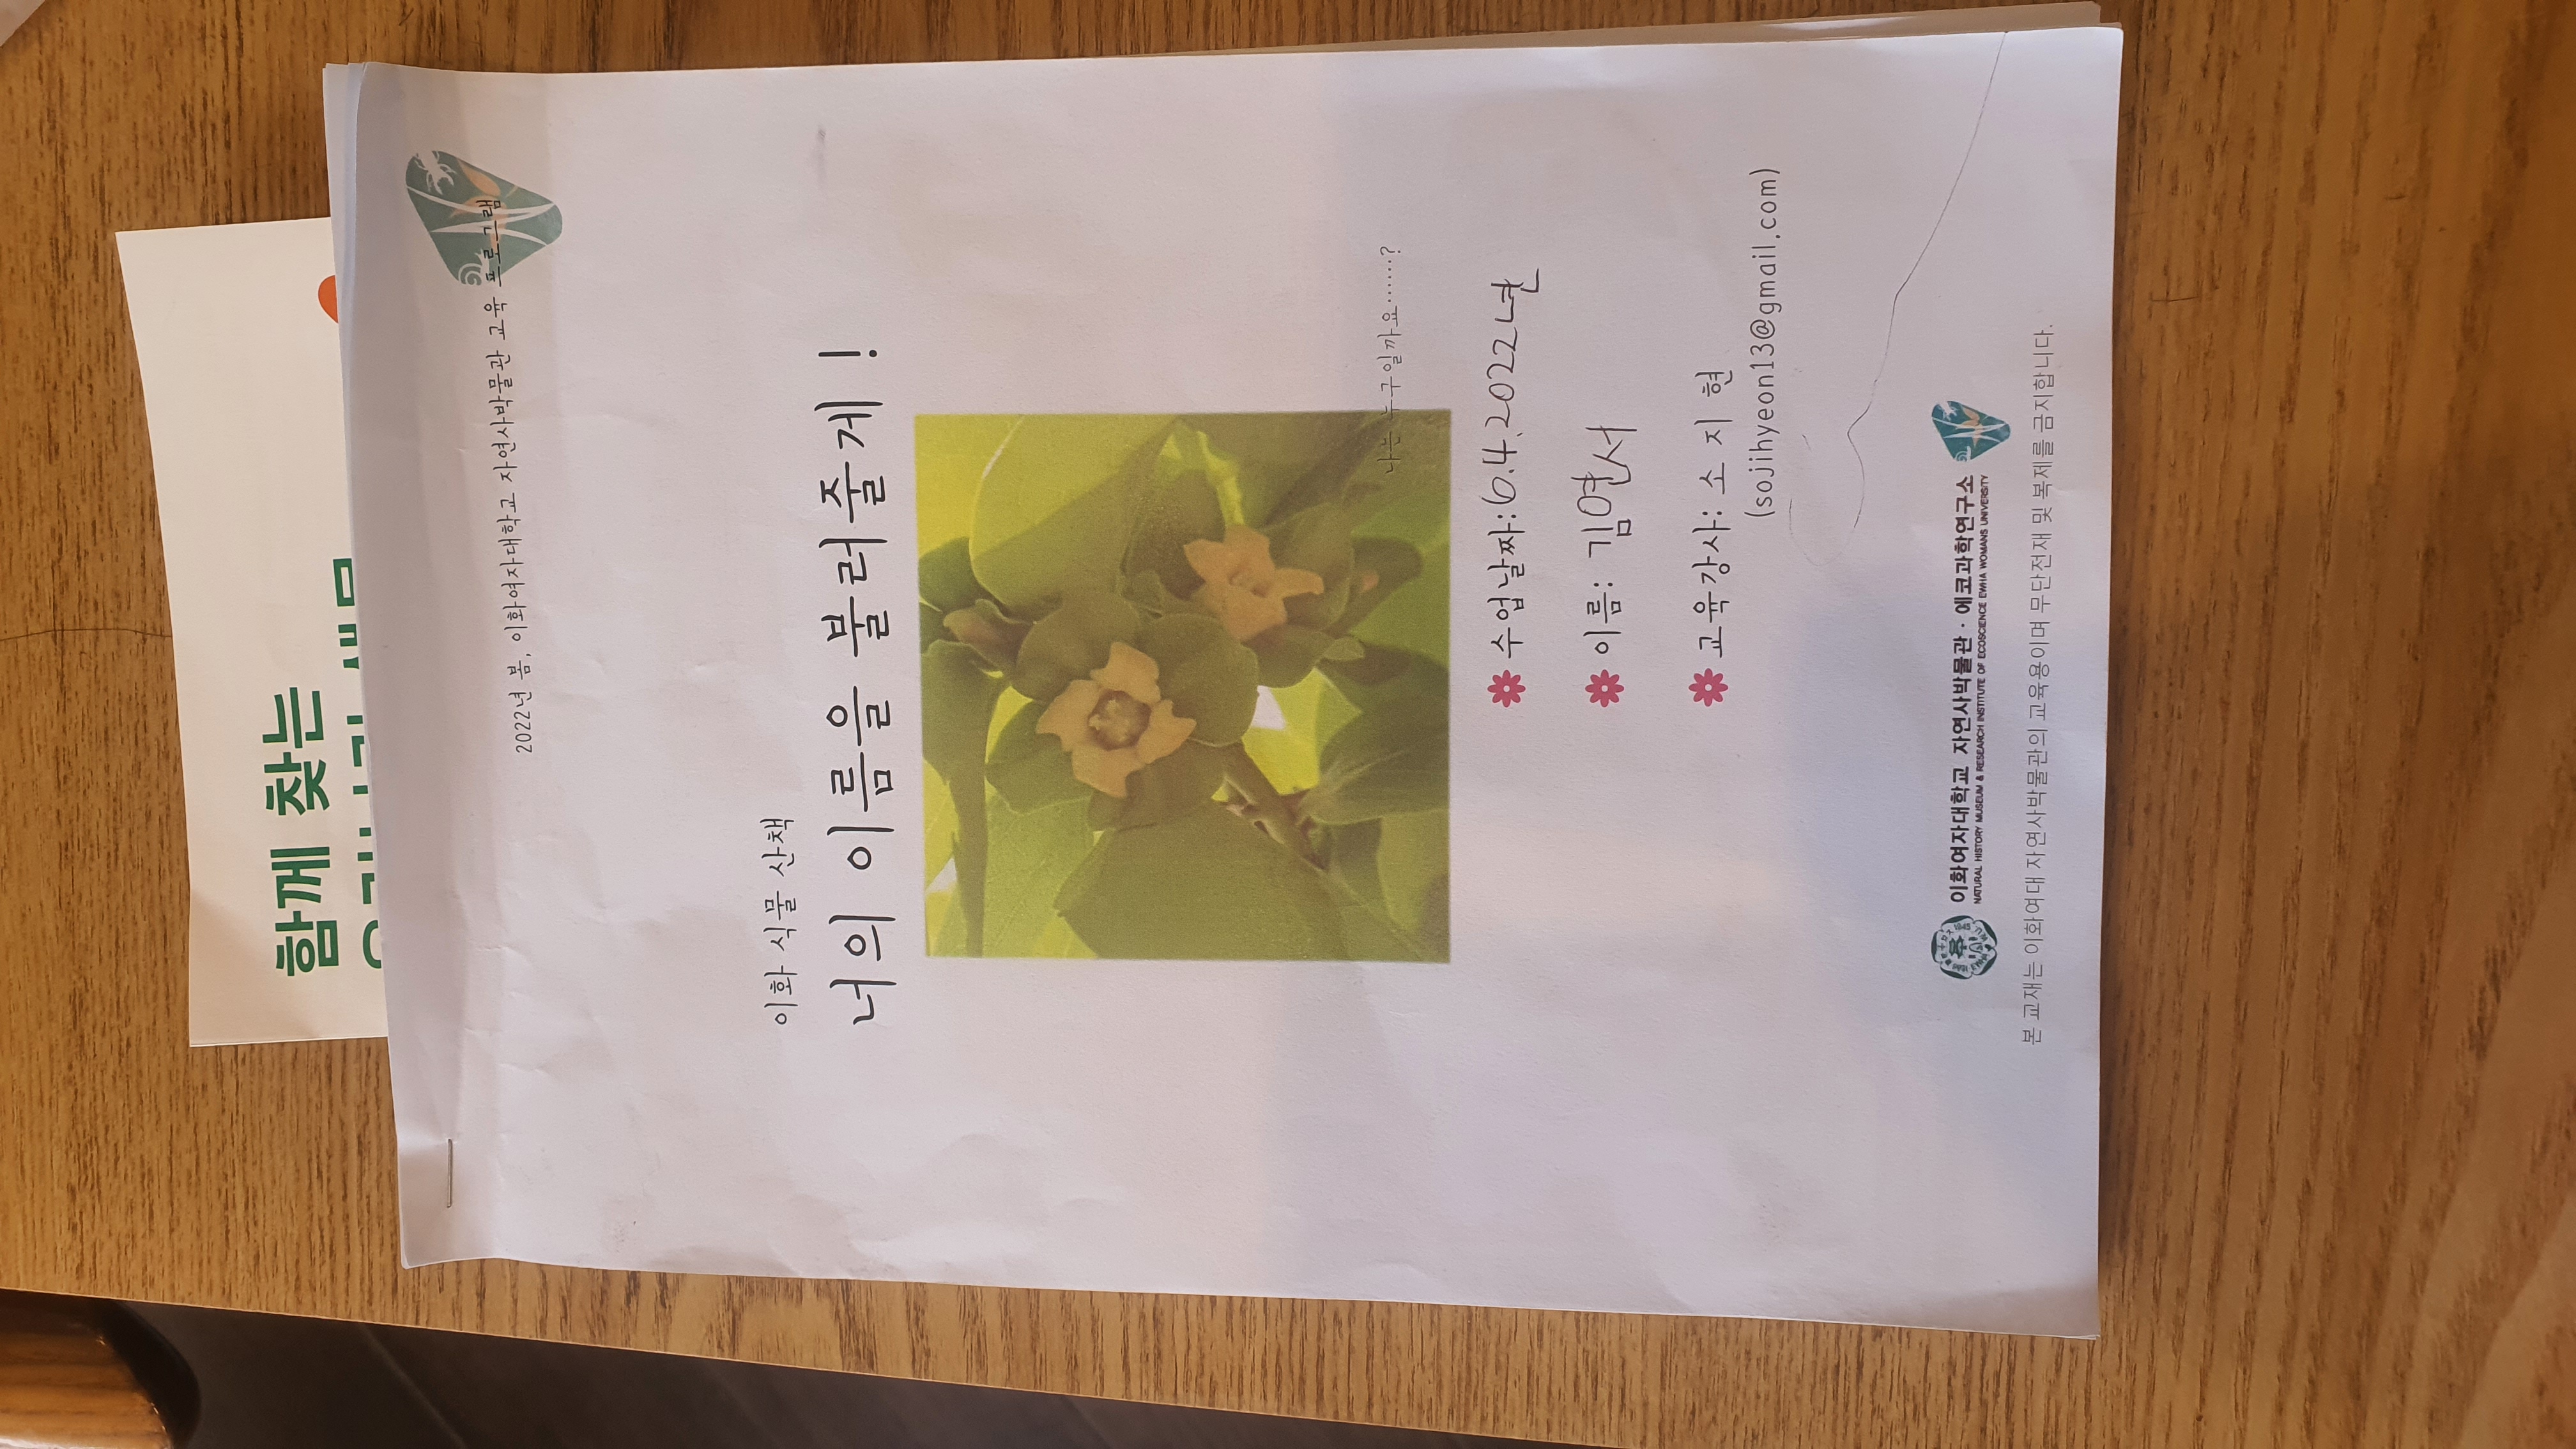 함께 찾는
2022년 봄, 이화여자대학교 자연사박물관 교육 프로그램
이화 식물 산책
너의 이름을 불러줄게 !
나는 누구일까요……?
수업날짜: 6.4.2022년
이름: 김연서
교육강사: 소 지 현
(sojihyeon13@gmail.com)
이화여자대학교 자연사박물관 · 에코과학연구소
NATURAL HISTORY MUSEUM & RESEARCH INSTITUTE OF ECOSCIENCE EWHA WOMANS UNIVERSITY
본 교재는 이화여대 자연사박물관의 교육용이며 무단전재 및 복제를 금지합니다.